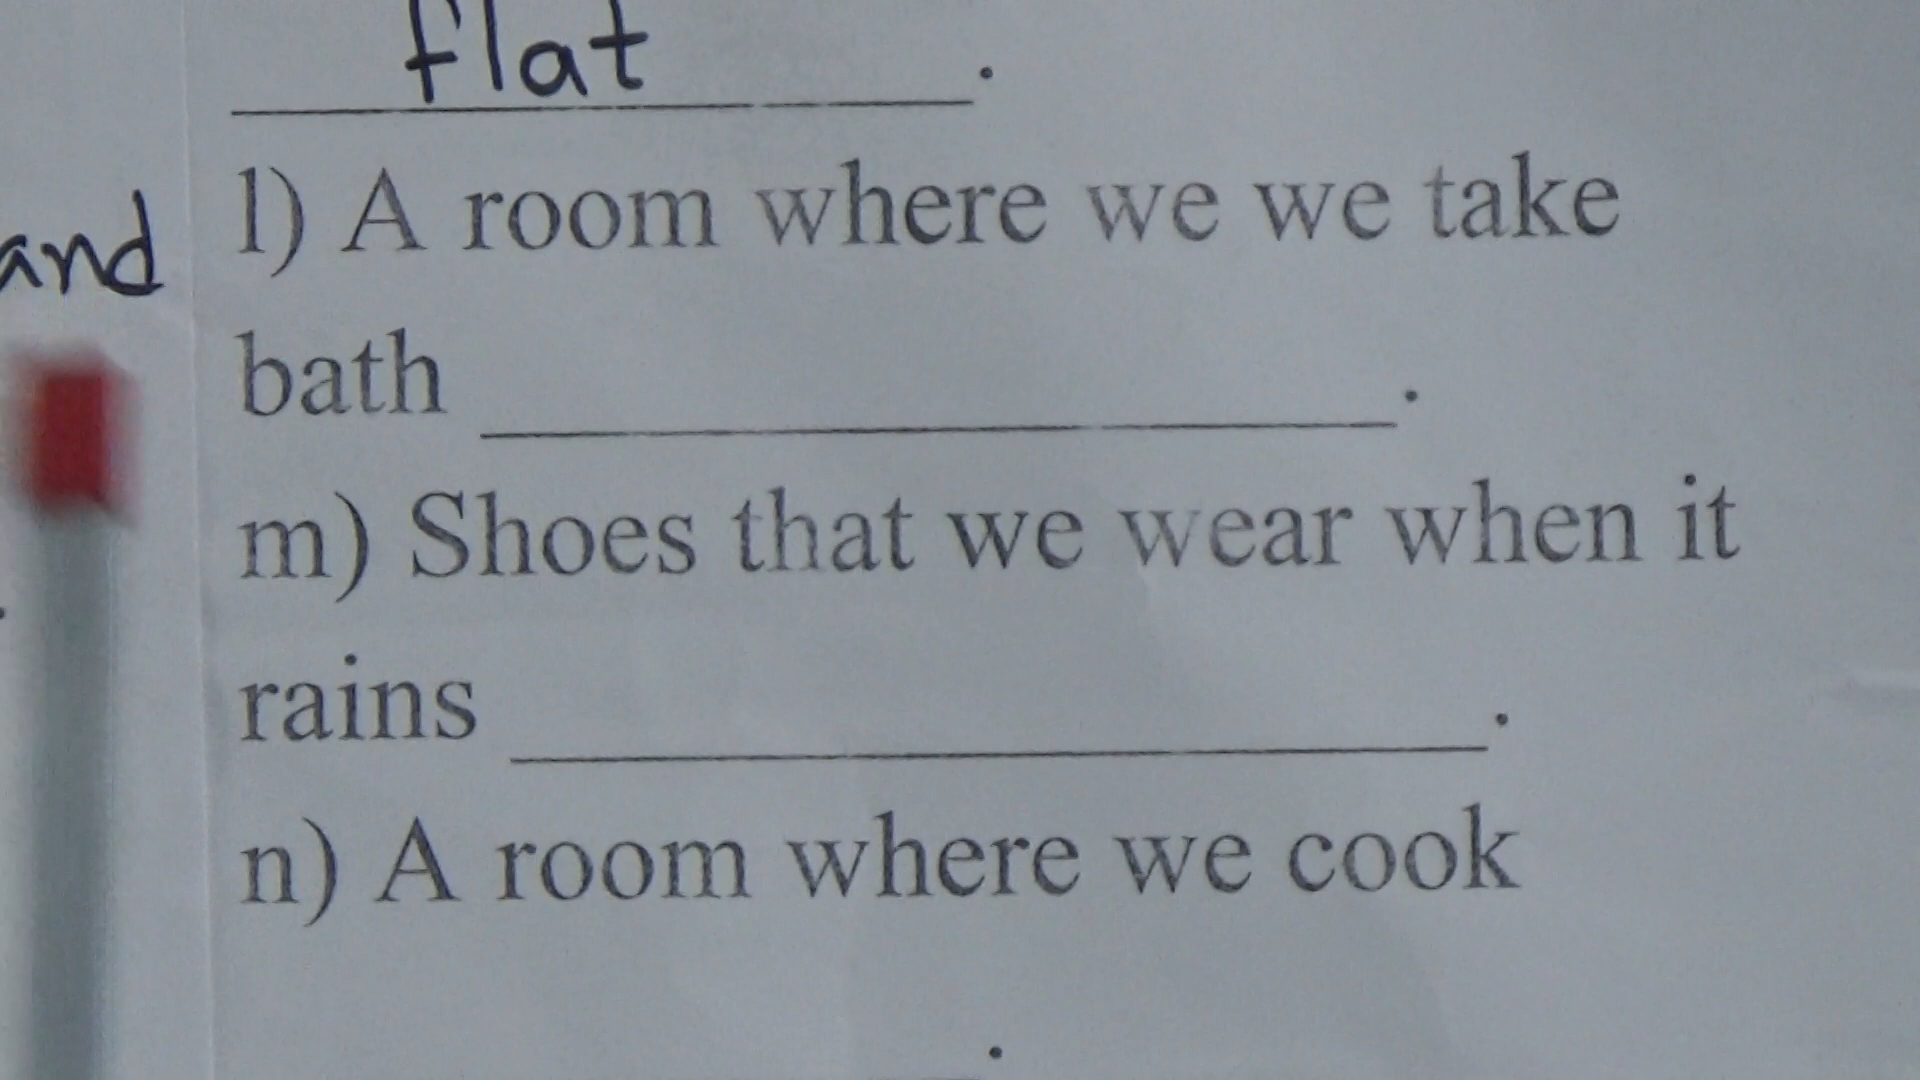 flat .
and
l) A room where we we take
bath .
m) Shoes that we wear when it
rains .
n) A room where we cook
.